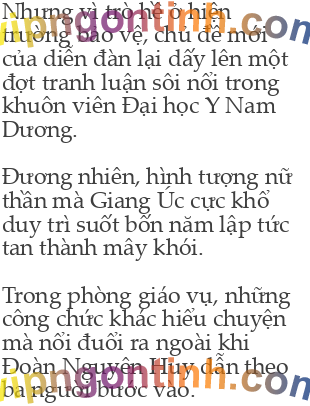 Nhưng vì trò hề ở hiện
trường bảo vệ, chủ đề mới
của diễn đàn lại dấy lên một
đợt tranh luận sôi nổi trong
khuôn viên Đại học Y Nam
Dương.
Đương nhiên, hình tượng nữ
thần mà Giang Úc cực khổ
duy trì suốt bốn năm lập tức
tan thành mây khói.
Trong phòng giáo vụ, những
công chức khác hiểu chuyện
mà nối đuôi ra ngoài khi
Đoàn Nguyên Huy dẫn theo
ba người bước vào.
vipngontinh.com
vipngontinh.com